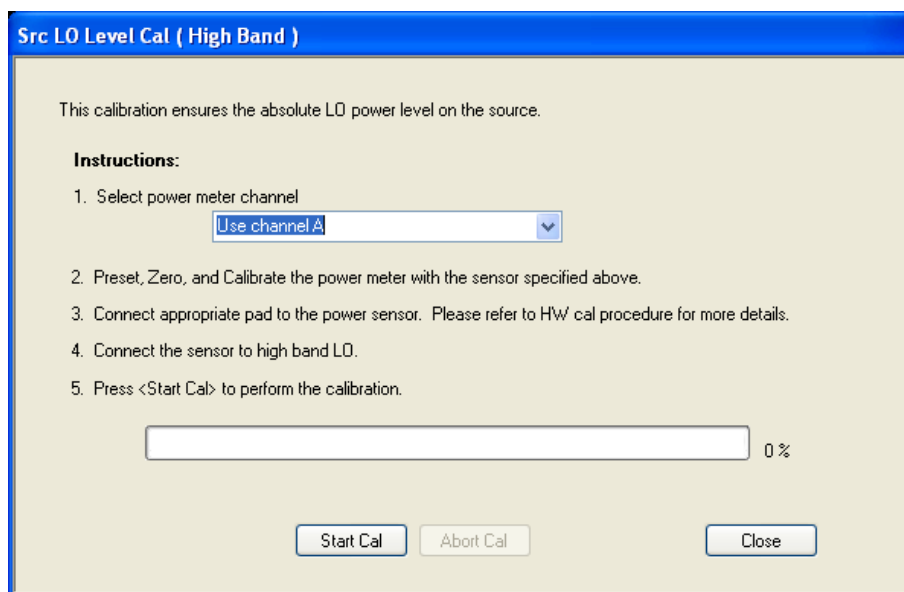 Src LO Level Cal ( High Band )
This calibration ensures the absolute LO power level on the source.
Instructions:
1. Select power meter channel
Use channel A
2. Preset, Zero, and Calibrate the power meter with the sensor specified above.
3. Connect appropriate pad to the power sensor. Please refer to HW cal procedure for more details.
4. Connect the sensor to high band LO.
5. Press <Start Cal> to perform the calibration.
0 %
Start Cal Abort Cal Close